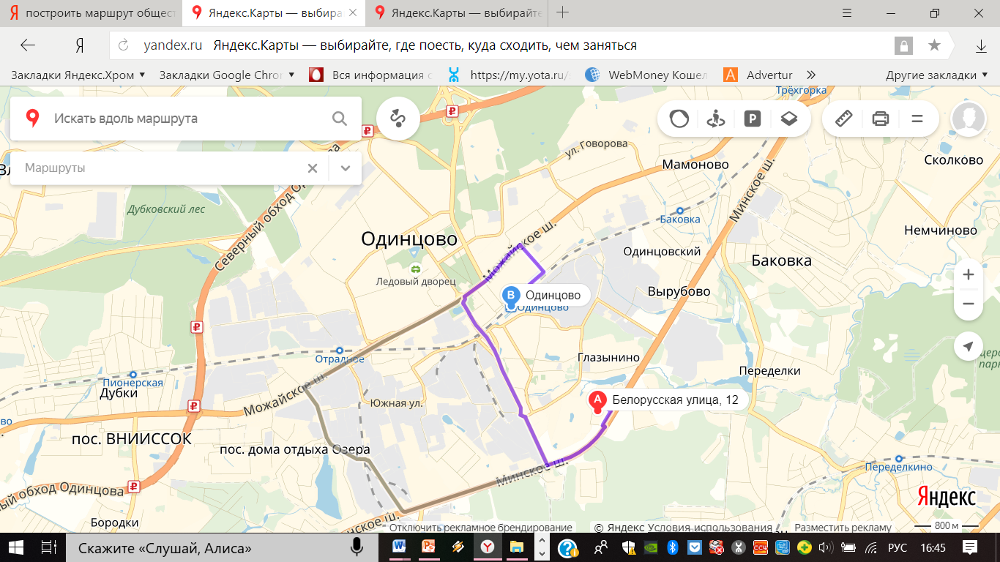 построить маршрут общест
Яндекс.Карты — выбира
Яндекс.Карты — выбирайте
yandex.ru Яндекс.Карты — выбирайте, где поесть, куда сходить, чем заняться
Закладки Яндекс.Хром
Закладки Google Chro
Вся информация с
https://my.yota.ru/
WebMoney Кошел
Advertur
Другие закладки
Трёхгорка
Искать вдоль маршрута
ул. Говорова
Сколково
Мамоново
Маршруты
Минское ш.
Дубковский лес
Северный обход
Баковка
Немчиново
Одинцово
Можайское ш.
Одинцовский
Баковка
Ледовый дворец
Вырубово
B Одинцово
Одинцово
Глазынино
Отрадное
Переделки
Пионерская
Дубки
Можайское ш.
Южная ул.
A Белорусская улица, 12
во
пос. ВНИИССОК
пос. дома отдыха Озера
Минское ш.
Переделкино
ный обход Одинцова
Яндекс
Бородки
нское ш.
Отключить рекламное брендирование
© Яндекс Условия использования
Разместить рекламу
800 м
Скажите «Слушай, Алиса»
РУС
16:45